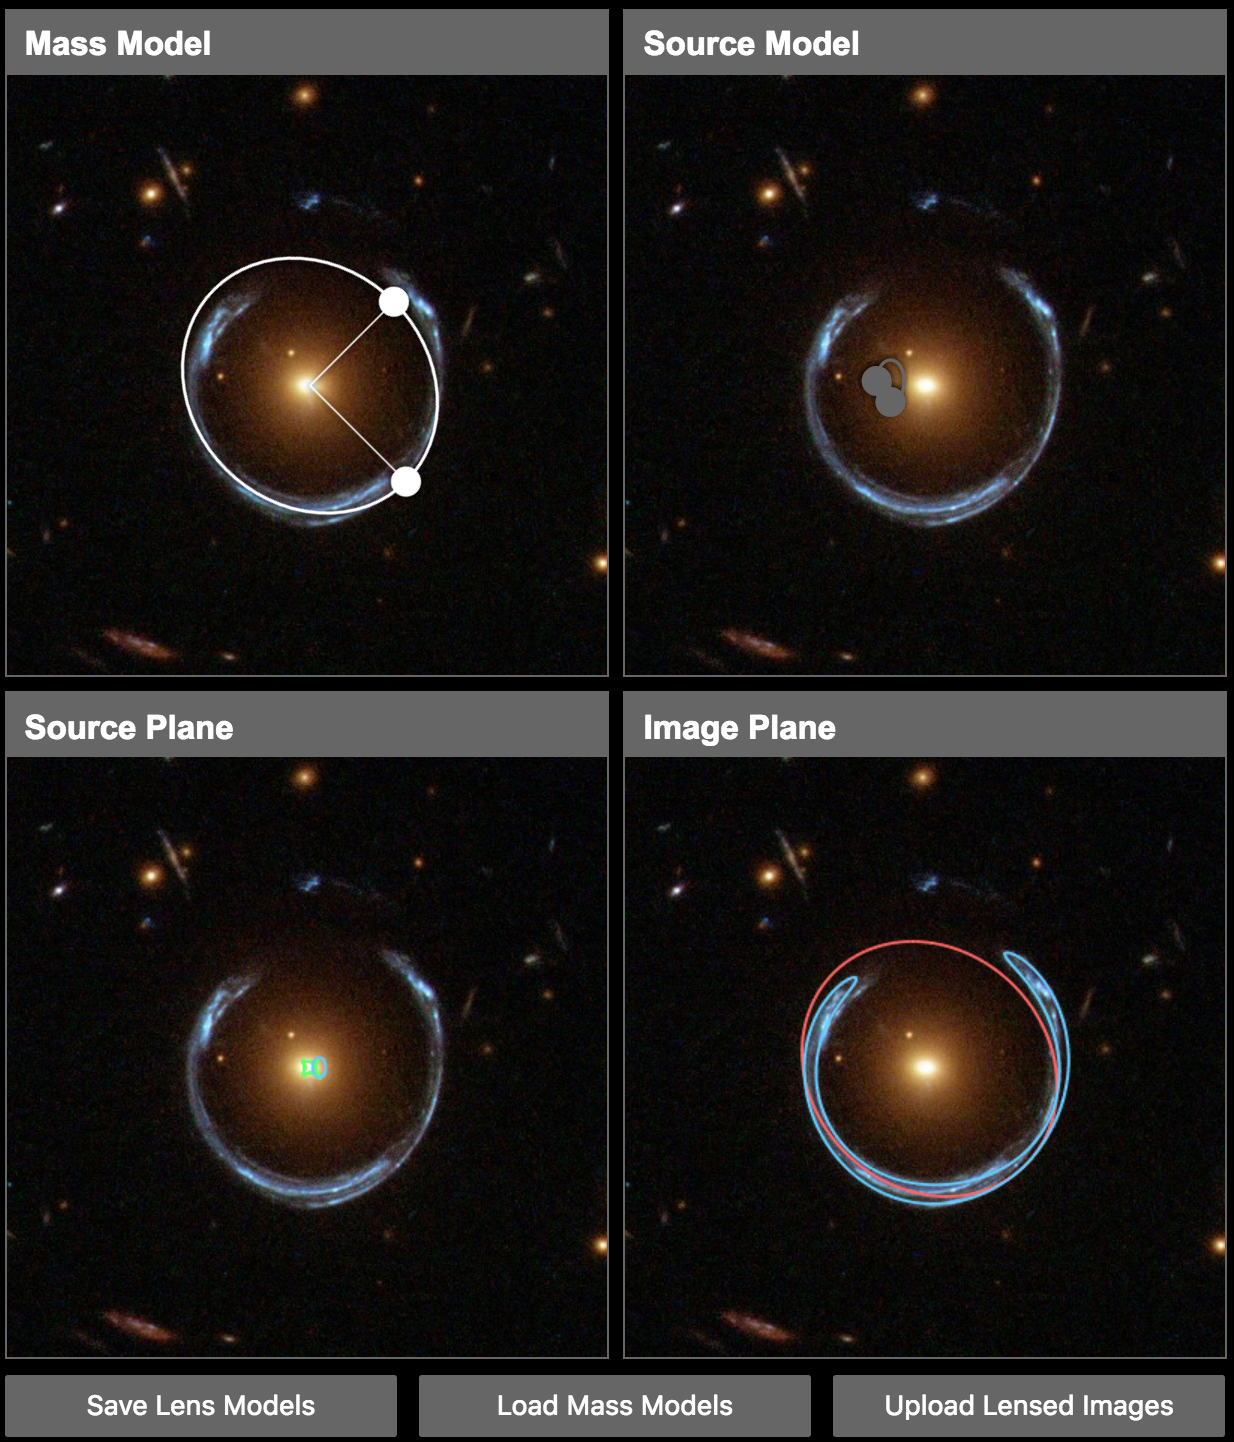 Mass Model
Source Model
Source Plane
Image Plane
Save Lens Models
Load Mass Models
Upload Lensed Images